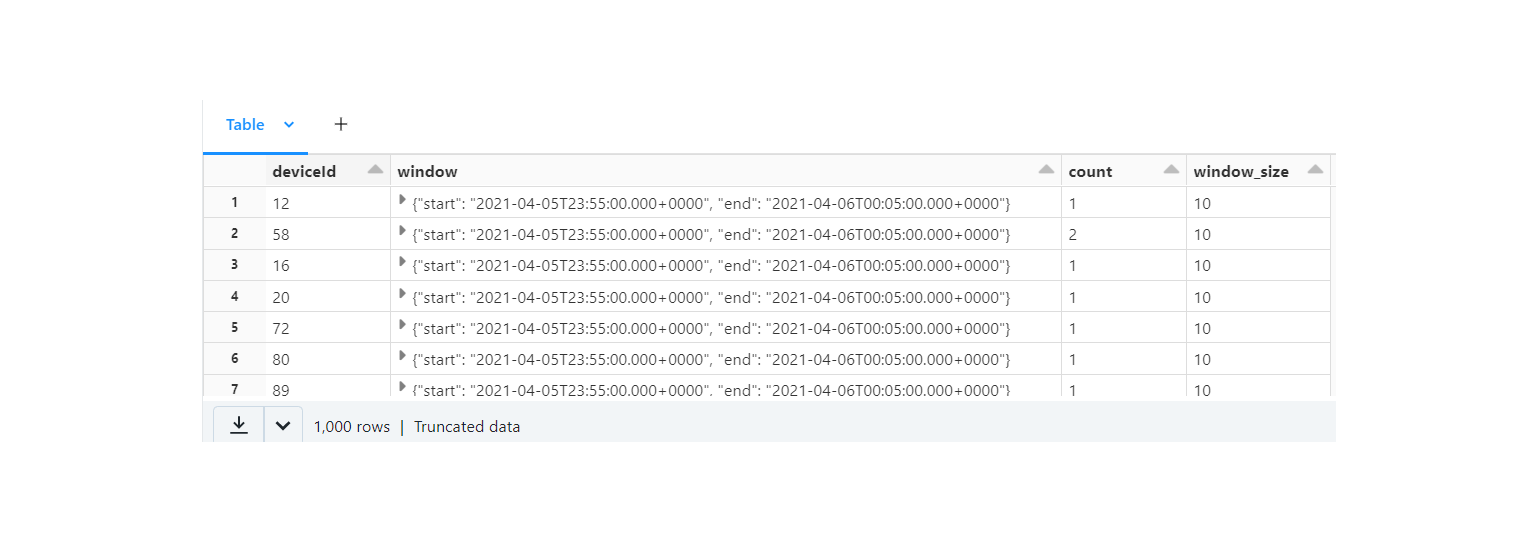 Table +
deviceId window count window_size
1 12 {"start": "2021-04-05T23:55:00.000+0000", "end": "2021-04-06T00:05:00.000+0000"} 1 10
2 58 {"start": "2021-04-05T23:55:00.000+0000", "end": "2021-04-06T00:05:00.000+0000"} 2 10
3 16 {"start": "2021-04-05T23:55:00.000+0000", "end": "2021-04-06T00:05:00.000+0000"} 1 10
4 20 {"start": "2021-04-05T23:55:00.000+0000", "end": "2021-04-06T00:05:00.000+0000"} 1 10
5 72 {"start": "2021-04-05T23:55:00.000+0000", "end": "2021-04-06T00:05:00.000+0000"} 1 10
6 80 {"start": "2021-04-05T23:55:00.000+0000", "end": "2021-04-06T00:05:00.000+0000"} 1 10
7 89 {"start": "2021-04-05T23:55:00.000+0000", "end": "2021-04-06T00:05:00.000+0000"} 1 10
1,000 rows | Truncated data